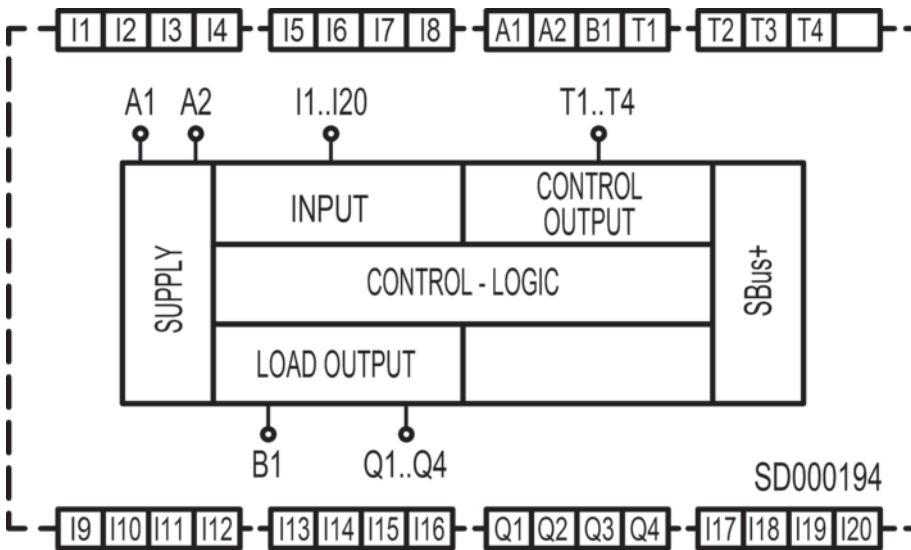 I1 I2 I3 I4 I5 I6 I7 I8 A1 A2 B1 T1 T2 T3 T4
A1 A2 I1..I20 T1..T4
SUPPLY
INPUT
CONTROL
OUTPUT
CONTROL - LOGIC
LOAD OUTPUT
SBus+
B1 Q1..Q4
SD000194
I9 I10 I11 I12 I13 I14 I15 I16 Q1 Q2 Q3 Q4 I17 I18 I19 I20